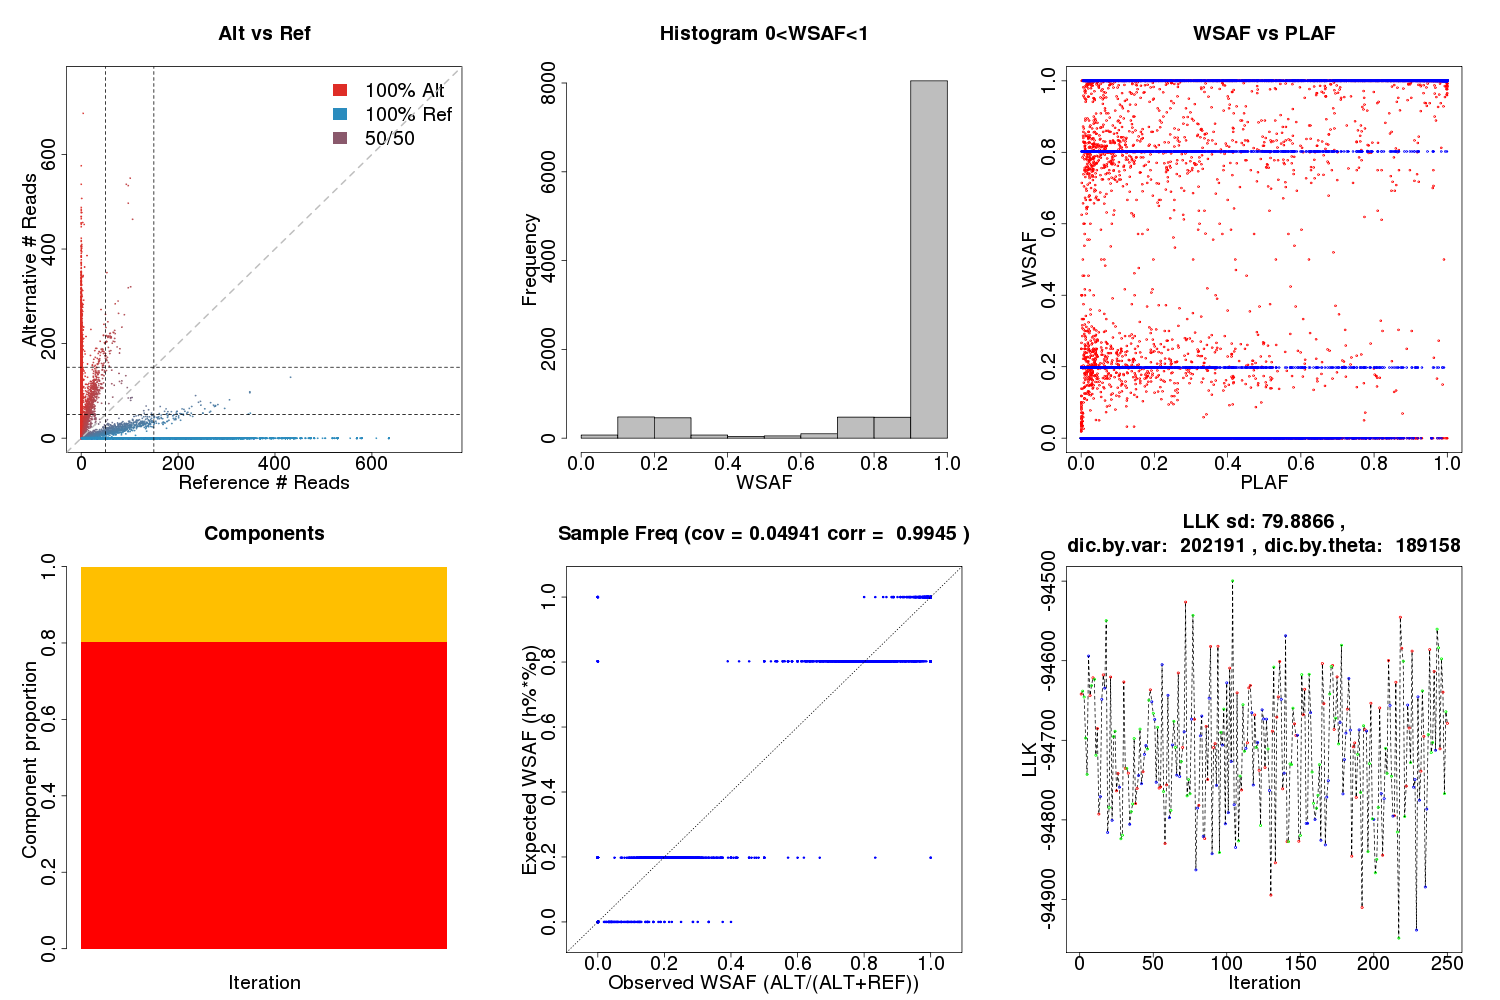 Alt vs Ref
100% Alt
100% Ref
50/50
Alternative # Reads
0 200 400 600
0 200 400 600
Reference # Reads
Histogram 0<WSAF<1
Frequency
0 2000 4000 6000 8000
0.0 0.2 0.4 0.6 0.8 1.0
WSAF
WSAF vs PLAF
WSAF
0.0 0.2 0.4 0.6 0.8 1.0
0.0 0.2 0.4 0.6 0.8 1.0
PLAF
Components
Component proportion
0.0 0.2 0.4 0.6 0.8 1.0
Iteration
Sample Freq (cov = 0.04941 corr = 0.9945 )
Expected WSAF (h%*%p)
0.0 0.2 0.4 0.6 0.8 1.0
0.0 0.2 0.4 0.6 0.8 1.0
Observed WSAF (ALT/(ALT+REF))
LLK sd: 79.8866 ,
dic.by.var: 202191 , dic.by.theta: 189158
LLK
-94900 -94800 -94700 -94600 -94500
0 50 100 150 200 250
Iteration